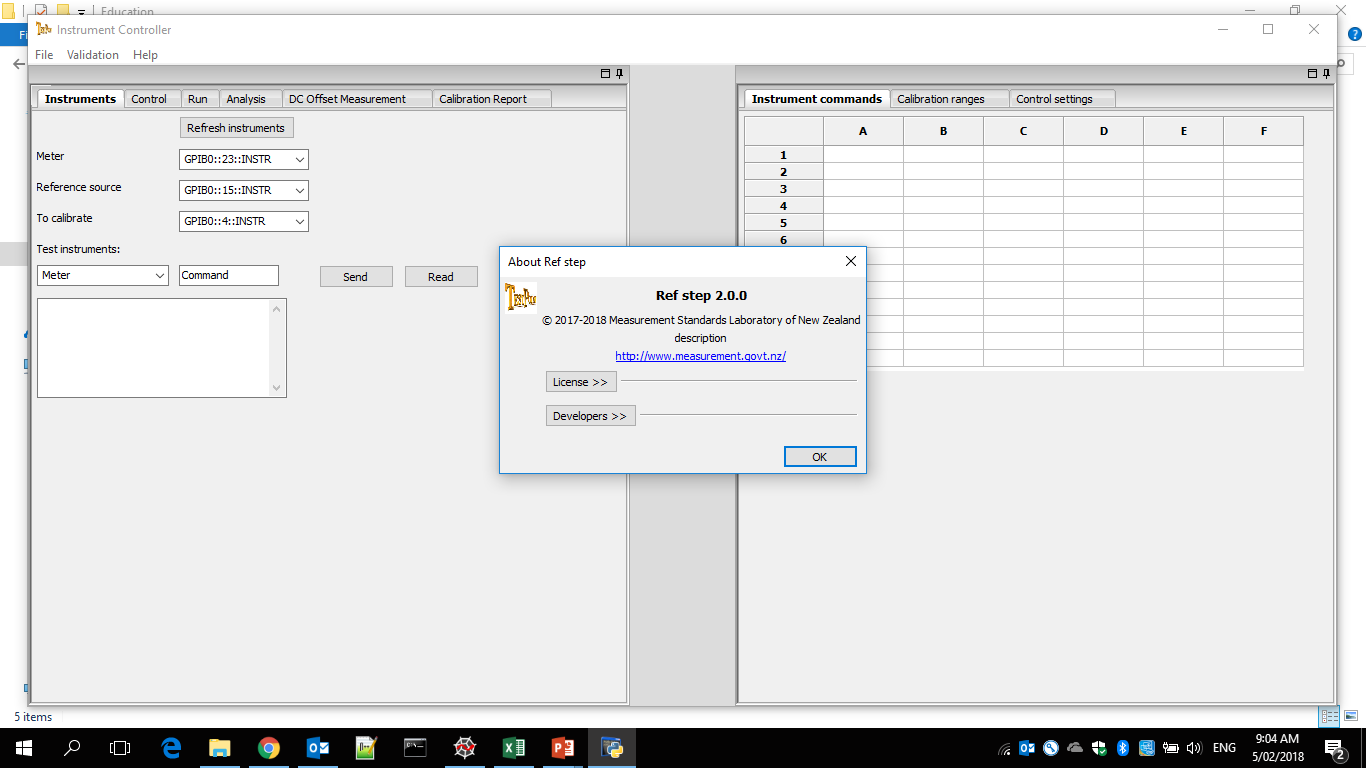 Education
Fi
Instrument Controller
File Validation Help
Instruments Control Run Analysis DC Offset Measurement Calibration Report
Instrument commands Calibration ranges Control settings
Refresh instruments
Meter GPIB0::23::INSTR
Reference source GPIB0::15::INSTR
To calibrate GPIB0::4::INSTR
Test instruments:
Meter Command Send Read
A B C D E F
1
2
3
4
5
6
About Ref step
Ref step 2.0.0
© 2017-2018 Measurement Standards Laboratory of New Zealand
description
http://www.measurement.govt.nz/
License >>
Developers >>
OK
5 items
ENG
9:04 AM
5/02/2018
2